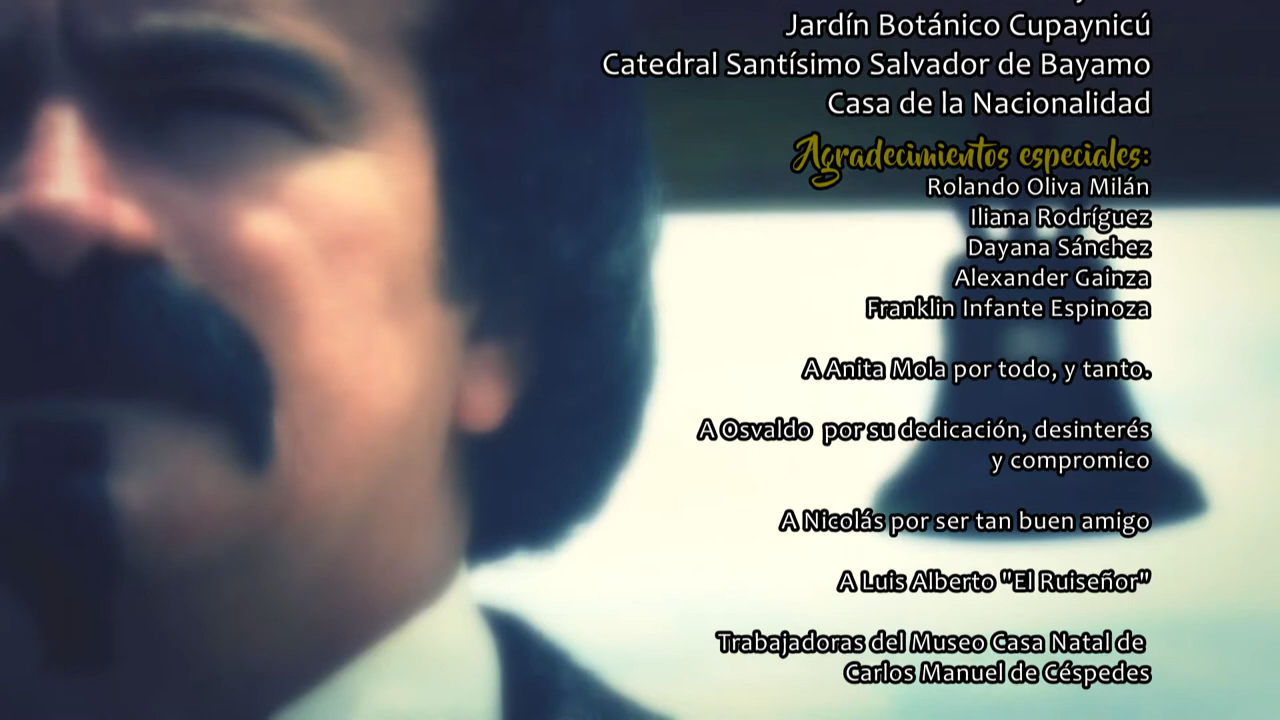 Jardín Botánico Cupaynicú
Catedral Santísimo Salvador de Bayamo
Casa de la Nacionalidad
Agradecimientos especiales:
Rolando Oliva Milán
Iliana Rodríguez
Dayana Sánchez
Alexander Gainza
Franklin Infante Espinoza
A Anita Mola por todo, y tanto.
A Osvaldo por su dedicación, desinterés
y compromico
A Nicolás por ser tan buen amigo
A Luis Alberto "El Ruiseñor"
Trabajadoras del Museo Casa Natal de
Carlos Manuel de Céspedes